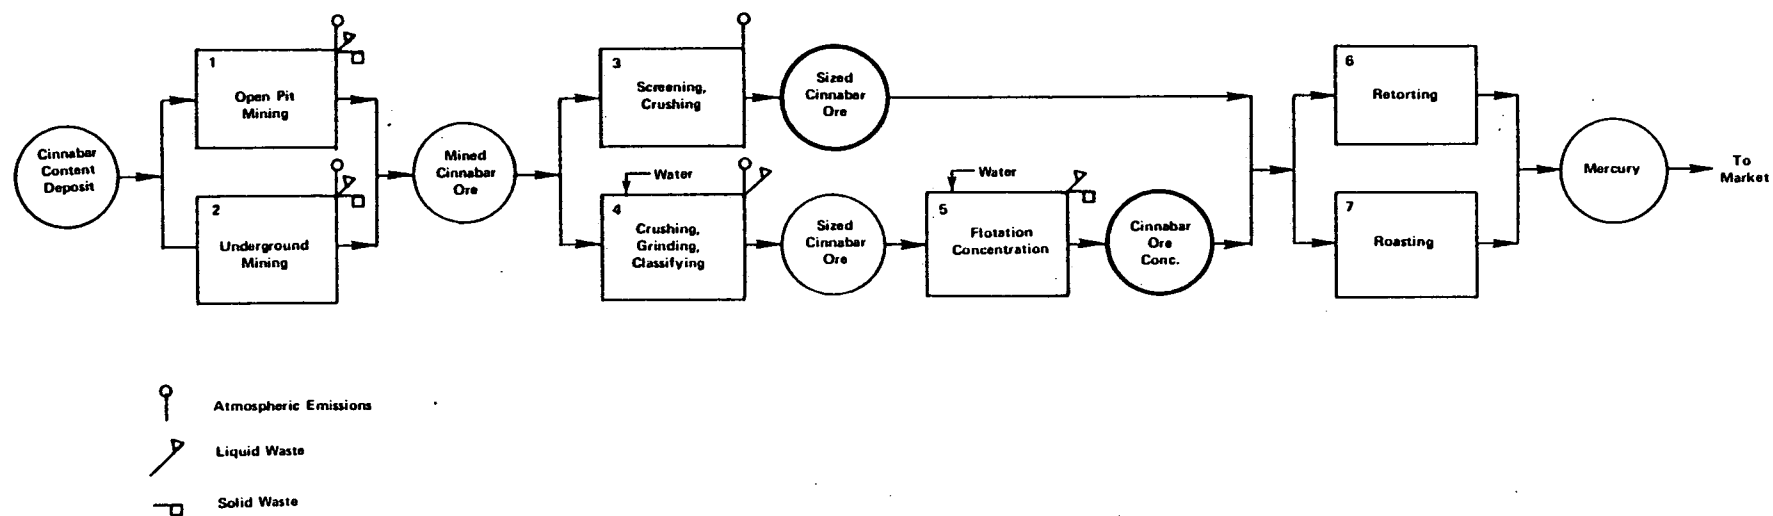 1
Open Pit
Mining
Cinnabar
Content
Deposit
2
Underground
Mining
Mined
Cinnabar
Ore
3
Screening,
Crushing
Sized
Cinnabar
Ore
Water
4
Crushing,
Grinding,
Classifying
Sized
Cinnabar
Ore
Water
5
Flotation
Concentration
Cinnabar
Ore
Conc.
6
Retorting
7
Roasting
Mercury
To
Market
Atmospheric Emissions
Liquid Waste
Solid Waste